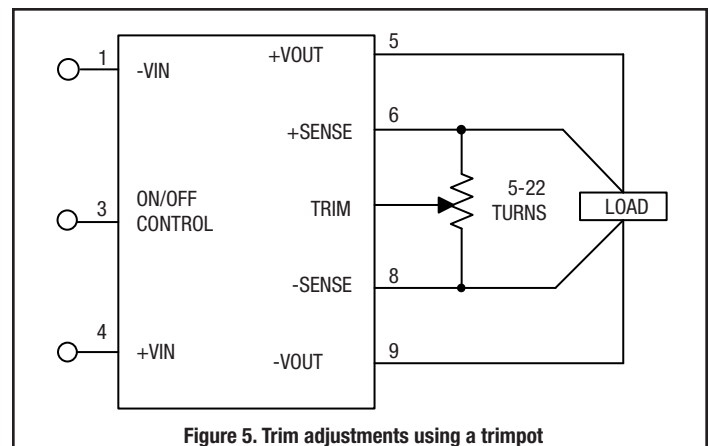 1
-VIN
3
ON/OFF
CONTROL
4
+VIN
+VOUT
5
+SENSE
6
TRIM
-SENSE
8
-VOUT
9
5-22
TURNS
LOAD
Figure 5. Trim adjustments using a trimpot